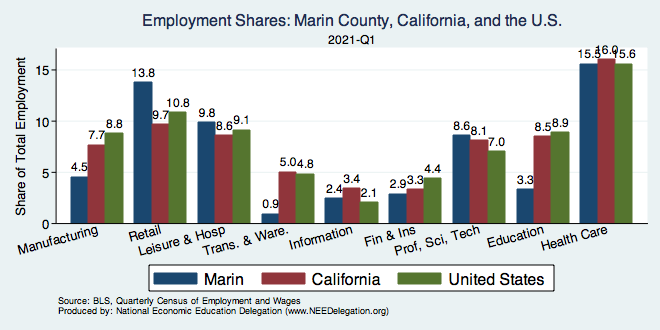 Employment Shares: Marin County, California, and the U.S.
2021-Q1
Share of Total Employment
15
10
5
0
4.5 7.7 8.8
13.8 9.7 10.8
9.8 8.6 9.1
0.9 5.0 4.8
2.4 3.4 2.1
2.9 3.3 4.4
8.6 8.1 7.0
3.3 8.5 8.9
15.5 16.0 15.6
Manufacturing
Retail
Leisure & Hosp
Trans. & Ware.
Information
Fin & Ins
Prof, Sci, Tech
Education
Health Care
Marin California United States
Source: BLS, Quarterly Census of Employment and Wages
Produced by: National Economic Education Delegation (www.NEEDelegation.org)